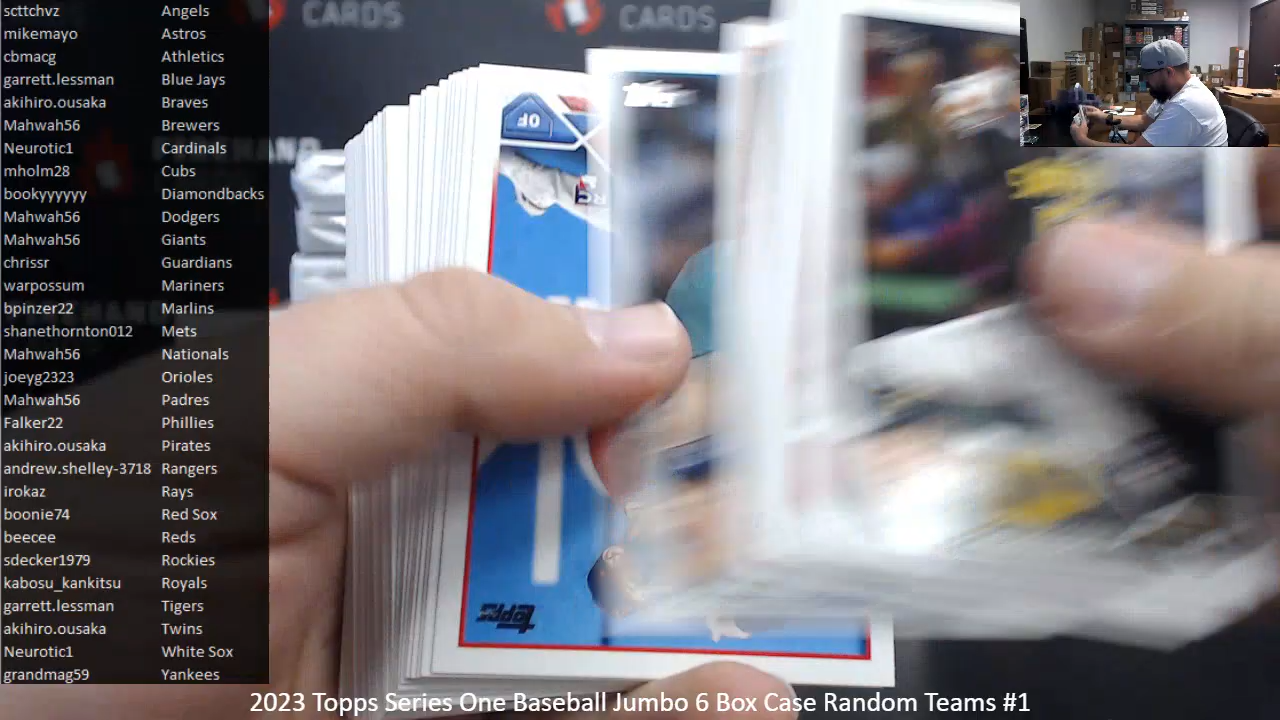 scttchvz Angels
mikemayo Astros
cbmacg Athletics
garrett.lessman Blue Jays
akihiro.ousaka Braves
Mahwah56 Brewers
Neurotic1 Cardinals
mholm28 Cubs
bookyyyyyy Diamondbacks
Mahwah56 Dodgers
Mahwah56 Giants
chrissr Guardians
warpossum Mariners
bpinzer22 Marlins
shanethornton012 Mets
Mahwah56 Nationals
joeyg2323 Orioles
Mahwah56 Padres
Falker22 Phillies
akihiro.ousaka Pirates
andrew.shelley-3718 Rangers
irokaz Rays
boonie74 Red Sox
beecee Reds
sdecker1979 Rockies
kabosu_kankitsu Royals
garrett.lessman Tigers
akihiro.ousaka Twins
Neurotic1 White Sox
grandmag59 Yankees
CARDS
CARDS
Topps
OF
RC
Topps
2023 Topps Series One Baseball Jumbo 6 Box Case Random Teams #1